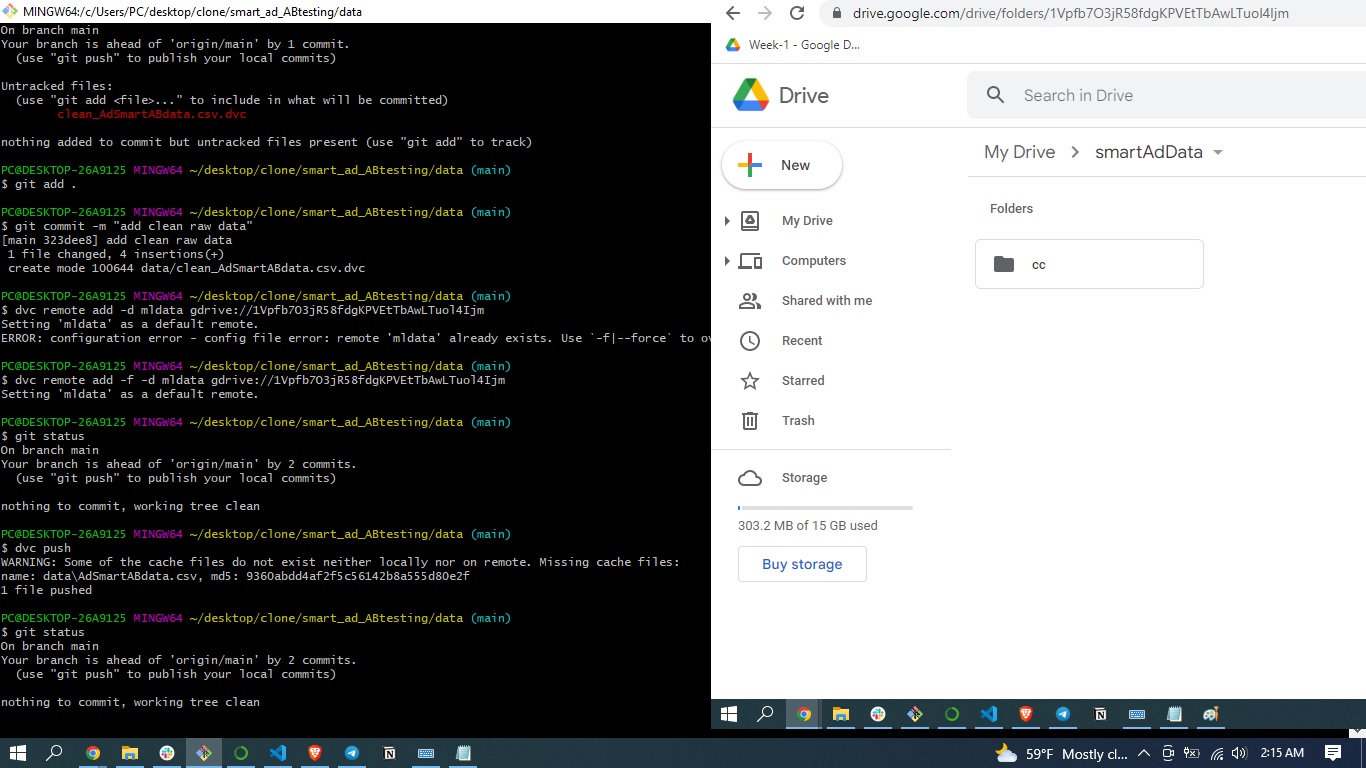 MINGW64:/c/Users/PC/desktop/clone/smart_ad_ABtesting/data
On branch main
Your branch is ahead of 'origin/main' by 1 commit.
  (use "git push" to publish your local commits)
Untracked files:
  (use "git add <file>..." to include in what will be committed)
        clean_AdSmartABdata.csv.dvc
nothing added to commit but untracked files present (use "git add" to track)
PC@DESKTOP-26A9125 MINGW64 ~/desktop/clone/smart_ad_ABtesting/data (main)
$ git add .
PC@DESKTOP-26A9125 MINGW64 ~/desktop/clone/smart_ad_ABtesting/data (main)
$ git commit -m "add clean raw data"
[main 323dee8] add clean raw data
 1 file changed, 4 insertions(+)
 create mode 100644 data/clean_AdSmartABdata.csv.dvc
PC@DESKTOP-26A9125 MINGW64 ~/desktop/clone/smart_ad_ABtesting/data (main)
$ dvc remote add -d mldata gdrive://1Vpfb7O3jR58fdgKPVEtTbAwLTuol4Ijm
Setting 'mldata' as a default remote.
ERROR: configuration error - config file error: remote 'mldata' already exists. Use `-f|--force` to ov
PC@DESKTOP-26A9125 MINGW64 ~/desktop/clone/smart_ad_ABtesting/data (main)
$ dvc remote add -f -d mldata gdrive://1Vpfb7O3jR58fdgKPVEtTbAwLTuol4Ijm
Setting 'mldata' as a default remote.
PC@DESKTOP-26A9125 MINGW64 ~/desktop/clone/smart_ad_ABtesting/data (main)
$ git status
On branch main
Your branch is ahead of 'origin/main' by 2 commits.
  (use "git push" to publish your local commits)
nothing to commit, working tree clean
PC@DESKTOP-26A9125 MINGW64 ~/desktop/clone/smart_ad_ABtesting/data (main)
$ dvc push
WARNING: Some of the cache files do not exist neither locally nor on remote. Missing cache files:
name: data\AdSmartABdata.csv, md5: 9360abdd4af2f5c56142b8a555d80e2f
1 file pushed
PC@DESKTOP-26A9125 MINGW64 ~/desktop/clone/smart_ad_ABtesting/data (main)
$ git status
On branch main
Your branch is ahead of 'origin/main' by 2 commits.
  (use "git push" to publish your local commits)
nothing to commit, working tree clean
drive.google.com/drive/folders/1Vpfb7O3jR58fdgKPVEtTbAwLTuol4Ijm
Week-1 - Google D...
Drive
Search in Drive
New
My Drive
Computers
Shared with me
Recent
Starred
Trash
Storage
303.2 MB of 15 GB used
Buy storage
My Drive > smartAdData
Folders
cc
59°F Mostly cl... 2:15 AM